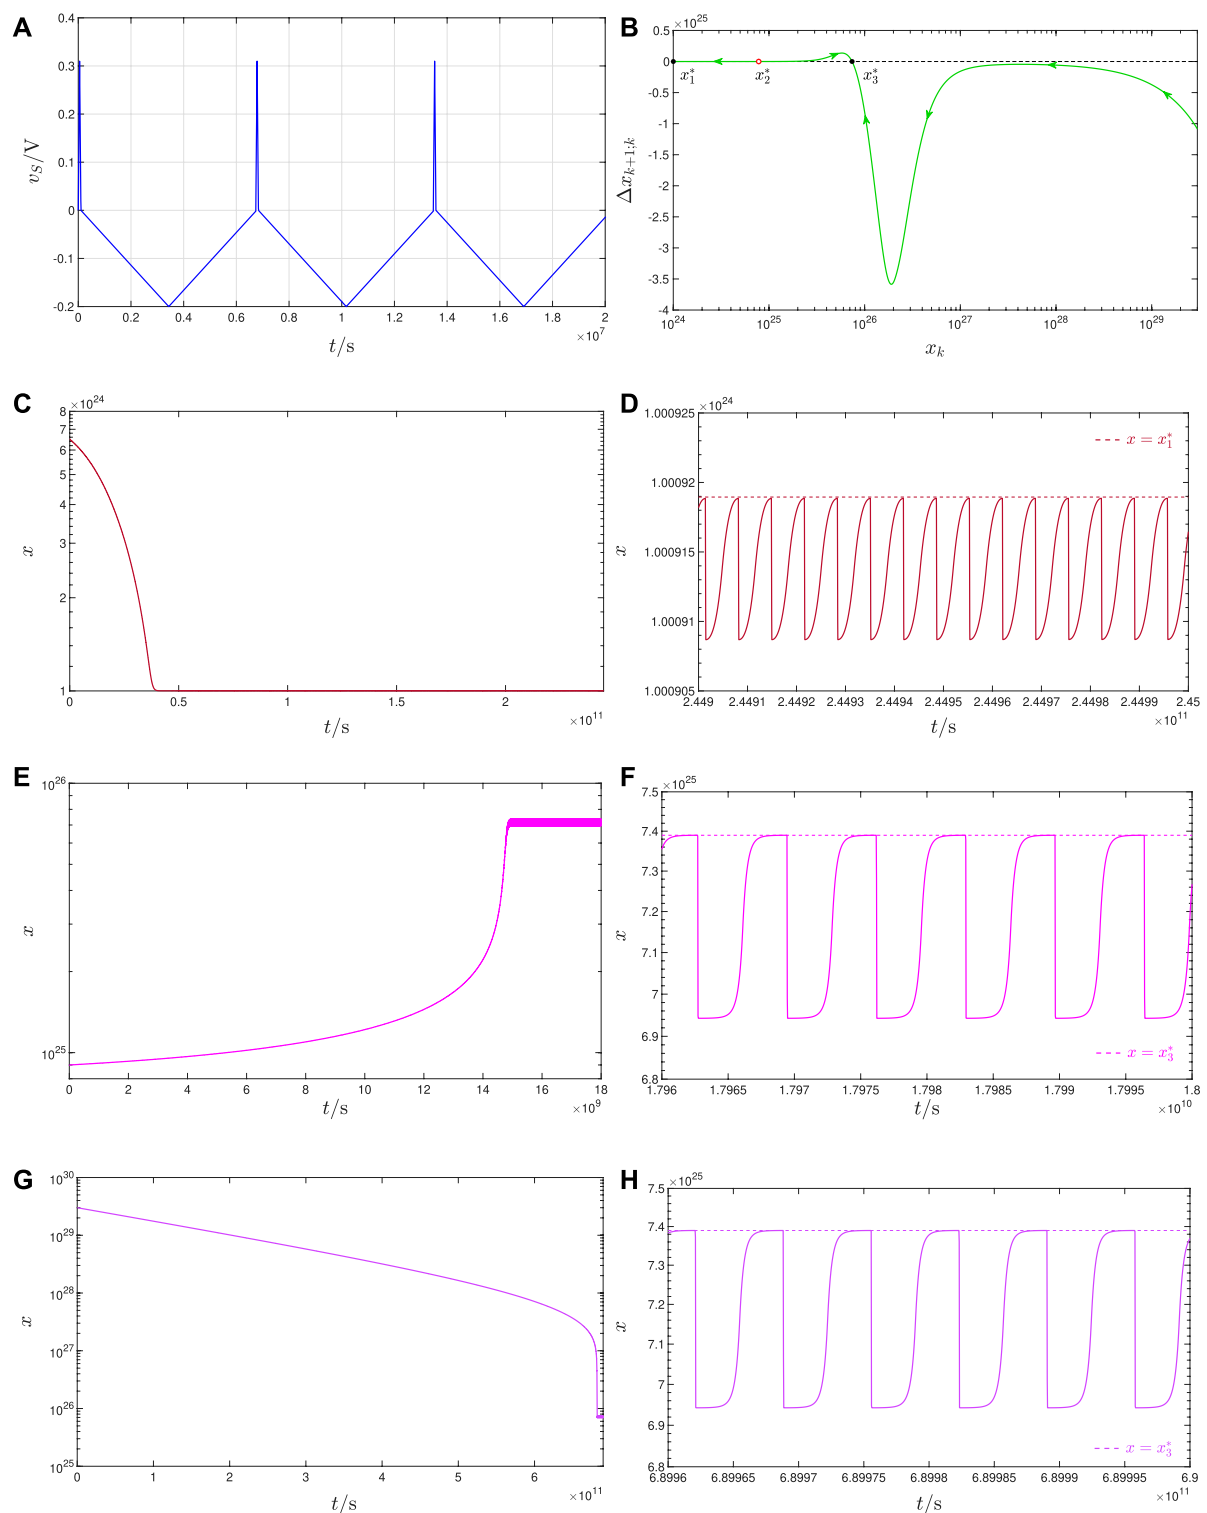 A
0.4
0.3
0.2
0.1
0
-0.1
-0.2
v_S/V
0 0.2 0.4 0.6 0.8 1 1.2 1.4 1.6 1.8 2
×10^7
t/s
B
×10^25
0.5
0
-0.5
-1
-1.5
-2
-2.5
-3
-3.5
-4
Δx_{k+1;k}
x_1^* x_2^* x_3^*
10^24 10^25 10^26 10^27 10^28 10^29
x_k
C
×10^24
8
7
6
5
4
3
2
1
x
0 0.5 1 1.5 2
×10^11
t/s
D
×10^24
1.000925
1.00092
1.000915
1.00091
1.000905
x
x = x_1^*
2.449 2.4491 2.4492 2.4493 2.4494 2.4495 2.4496 2.4497 2.4498 2.4499 2.45
×10^11
t/s
E
10^26
10^25
x
0 2 4 6 8 10 12 14 16 18
×10^9
t/s
F
×10^25
7.5
7.4
7.3
7.2
7.1
7
6.9
6.8
x
x = x_3^*
1.796 1.7965 1.797 1.7975 1.798 1.7985 1.799 1.7995 1.8
×10^10
t/s
G
10^30
10^29
10^28
10^27
10^26
10^25
x
0 1 2 3 4 5 6
×10^11
t/s
H
×10^25
7.5
7.4
7.3
7.2
7.1
7
6.9
6.8
x
x = x_3^*
6.8996 6.89965 6.8997 6.89975 6.8998 6.89985 6.8999 6.89995 6.9
×10^11
t/s